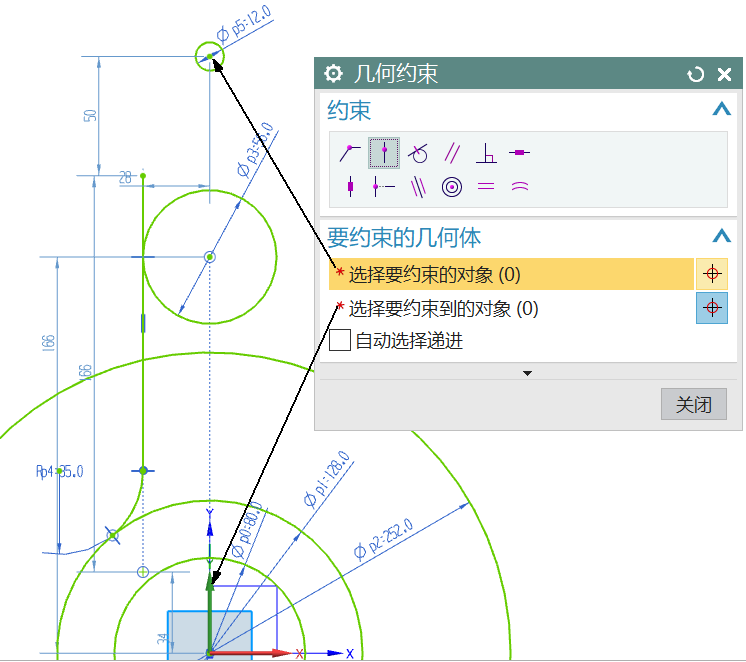 Ø p5:12.0
几何约束
约束
50
28
Ø p3:56.0
要约束的几何体
* 选择要约束的对象 (0)
* 选择要约束到的对象 (0)
自动选择递进
166
166
关闭
Rp4:35.0
Ø p0:80.0
Ø p1:128.0
Ø p2:252.0
Y
Y
34
X
X